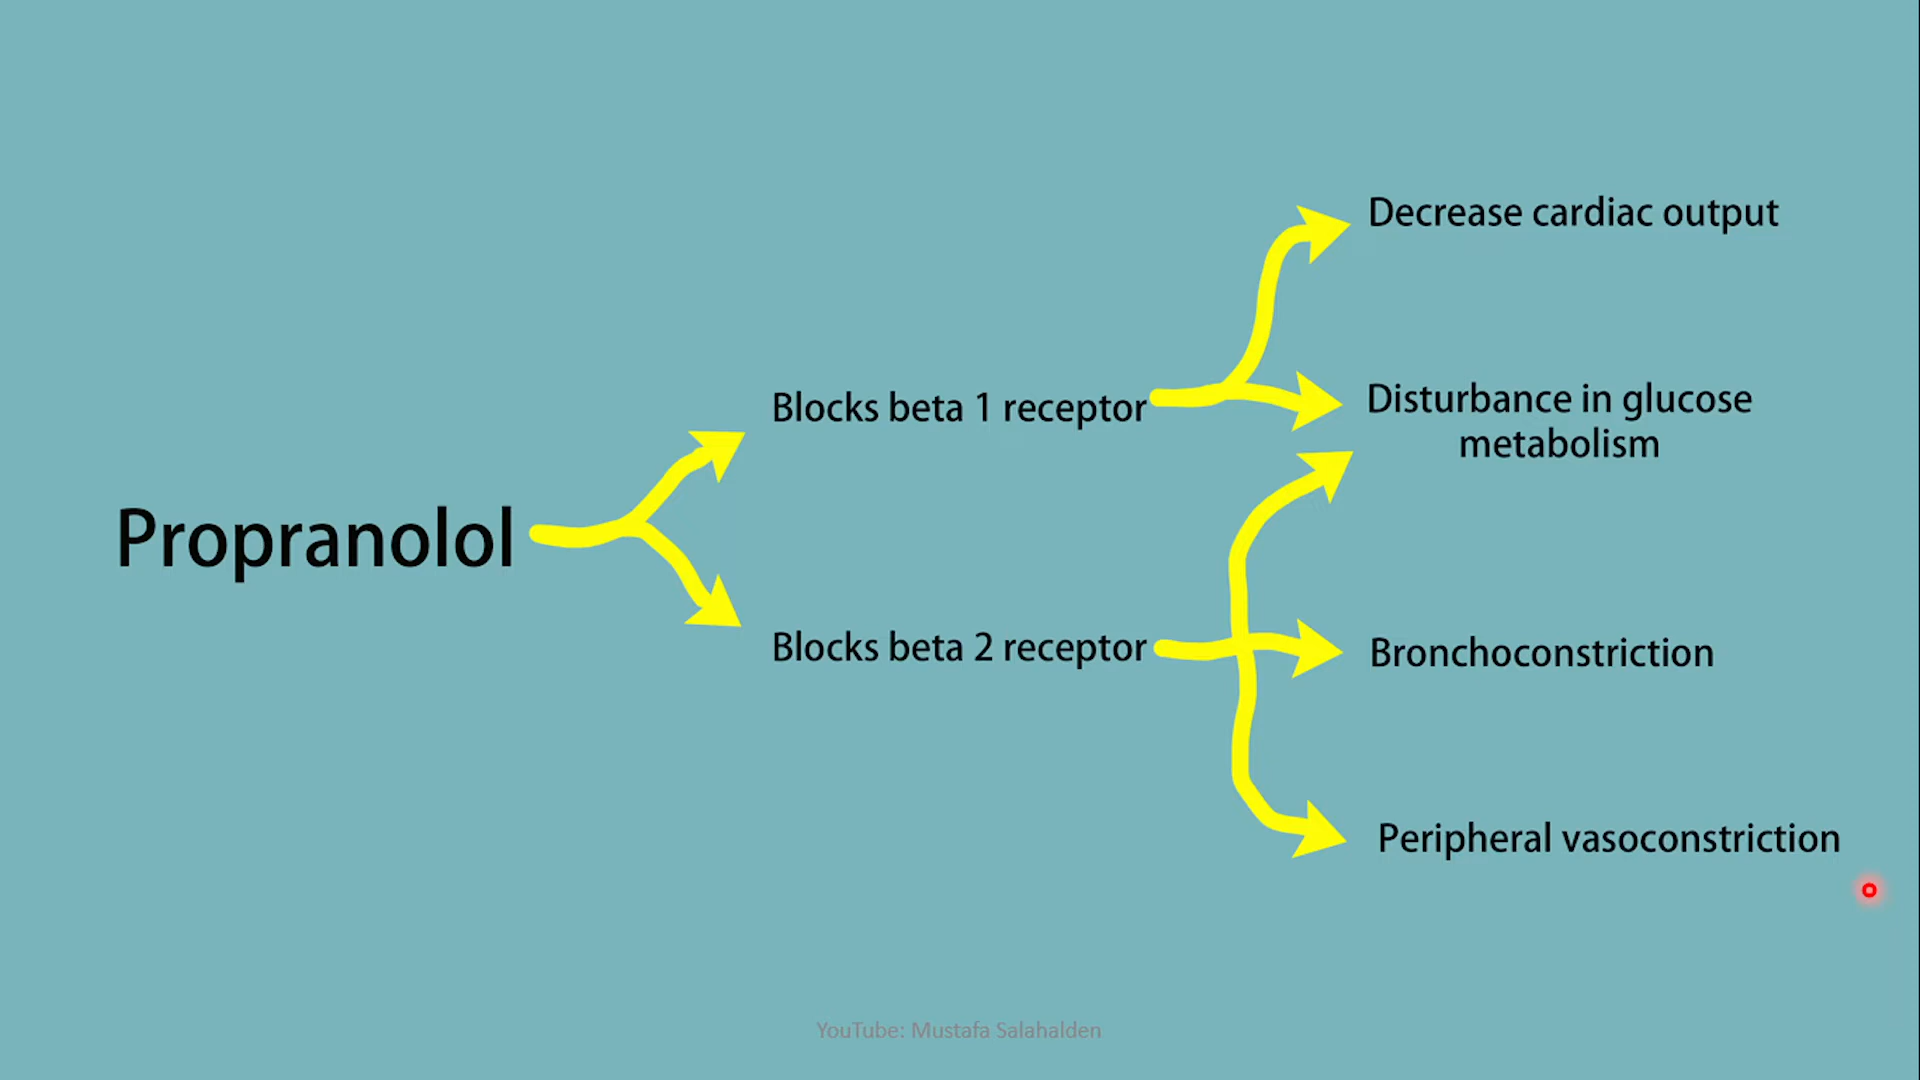 Decrease cardiac output
Blocks beta 1 receptor
Disturbance in glucose
metabolism
Propranolol
Blocks beta 2 receptor
Bronchoconstriction
Peripheral vasoconstriction
YouTube: Mustafa Salahalden